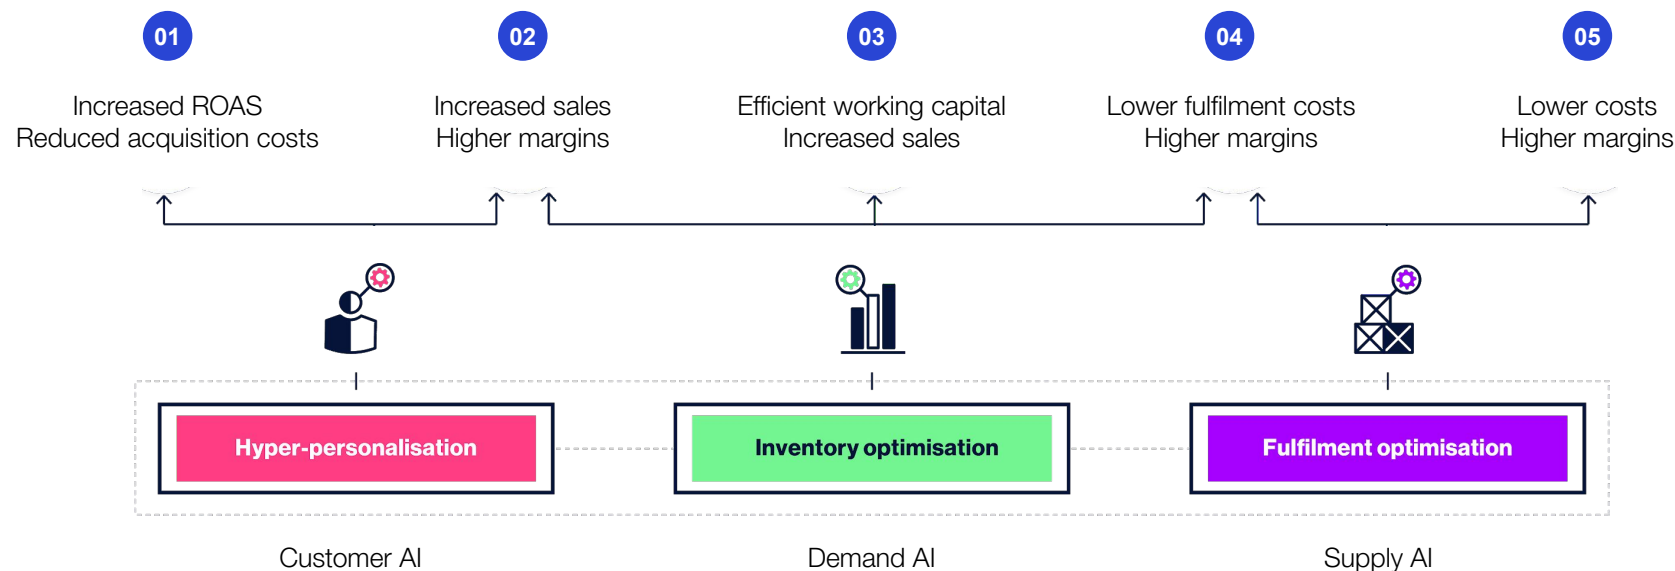 01
02
03
04
05
Increased ROAS
Reduced acquisition costs
Increased sales
Higher margins
Efficient working capital
Increased sales
Lower fulfilment costs
Higher margins
Lower costs
Higher margins
Hyper-personalisation
Inventory optimisation
Fulfilment optimisation
Customer AI
Demand AI
Supply AI